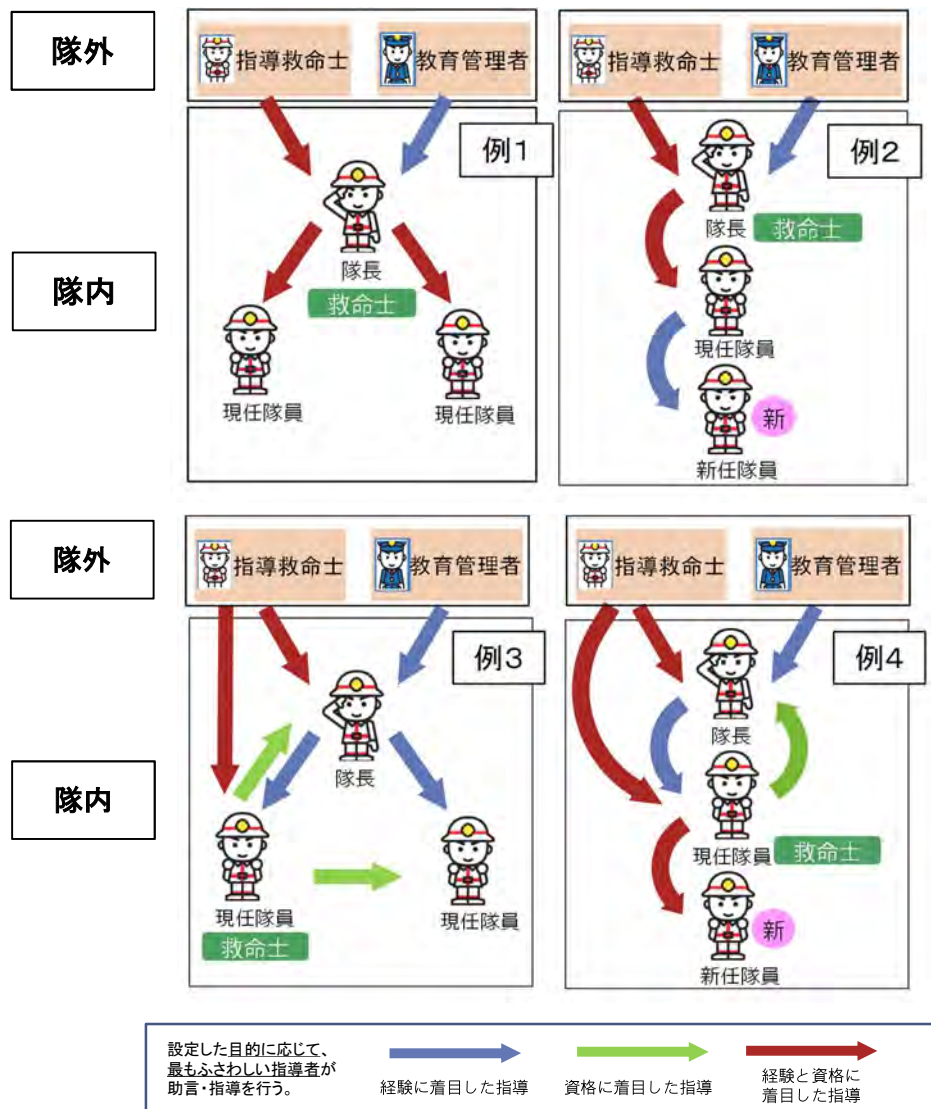 隊外
指導救命士
教育管理者
指導救命士
教育管理者
例1
例2
隊内
隊長
救命士
現任隊員
現任隊員
隊長
救命士
現任隊員
新
新任隊員
隊外
指導救命士
教育管理者
指導救命士
教育管理者
例3
例4
隊内
隊長
現任隊員
救命士
現任隊員
隊長
現任隊員
救命士
新
新任隊員
設定した目的に応じて、
最もふさわしい指導者が
助言・指導を行う。
経験に着目した指導
資格に着目した指導
経験と資格に
着目した指導